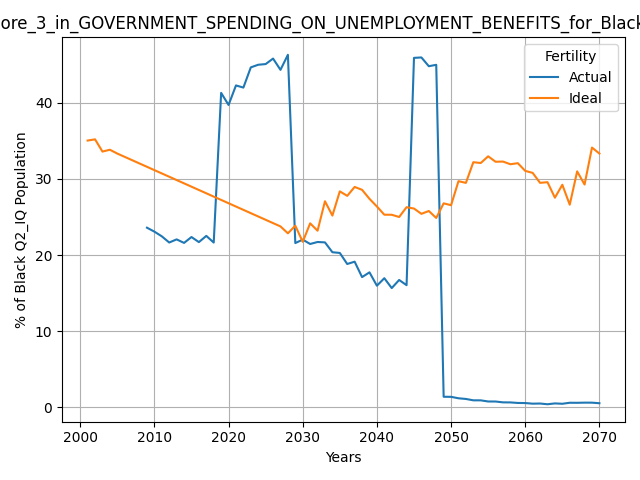 ore_3_in_GOVERNMENT_SPENDING_ON_UNEMPLOYMENT_BENEFITS_for_Black
Fertility
Actual
Ideal
% of Black Q2_IQ Population
40
30
20
10
0
2000 2010 2020 2030 2040 2050 2060 2070
Years